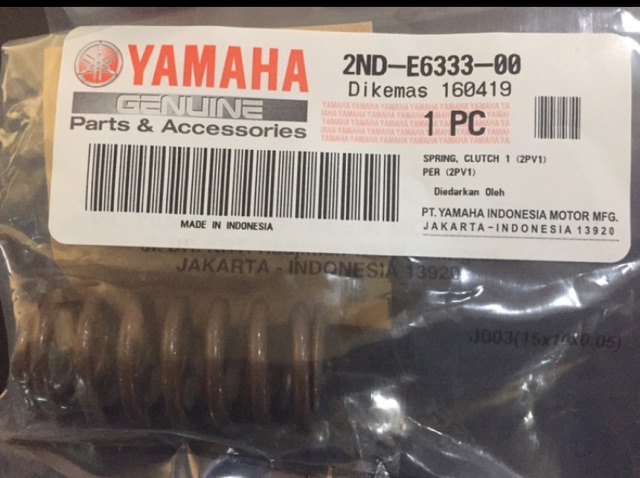 YAMAHA
GENUINE
Parts & Accessories
2ND-E6333-00
Dikemas 160419
1 PC
SPRING, CLUTCH 1 (2PV1)
PER (2PV1)
Diedarkan Oleh
PT. YAMAHA INDONESIA MOTOR MFG.
JAKARTA-INDONESIA 13920
MADE IN INDONESIA
JAKARTA - INDONESIA 13920